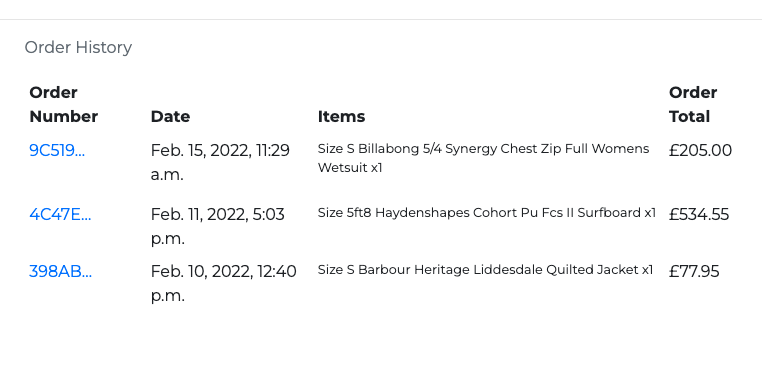 Order History
Order Number Date Items Order Total
9C519... Feb. 15, 2022, 11:29 a.m. Size S Billabong 5/4 Synergy Chest Zip Full Womens Wetsuit x1 £205.00
4C47E... Feb. 11, 2022, 5:03 p.m. Size 5ft8 Haydenshapes Cohort Pu Fcs II Surfboard x1 £534.55
398AB... Feb. 10, 2022, 12:40 p.m. Size S Barbour Heritage Liddesdale Quilted Jacket x1 £77.95